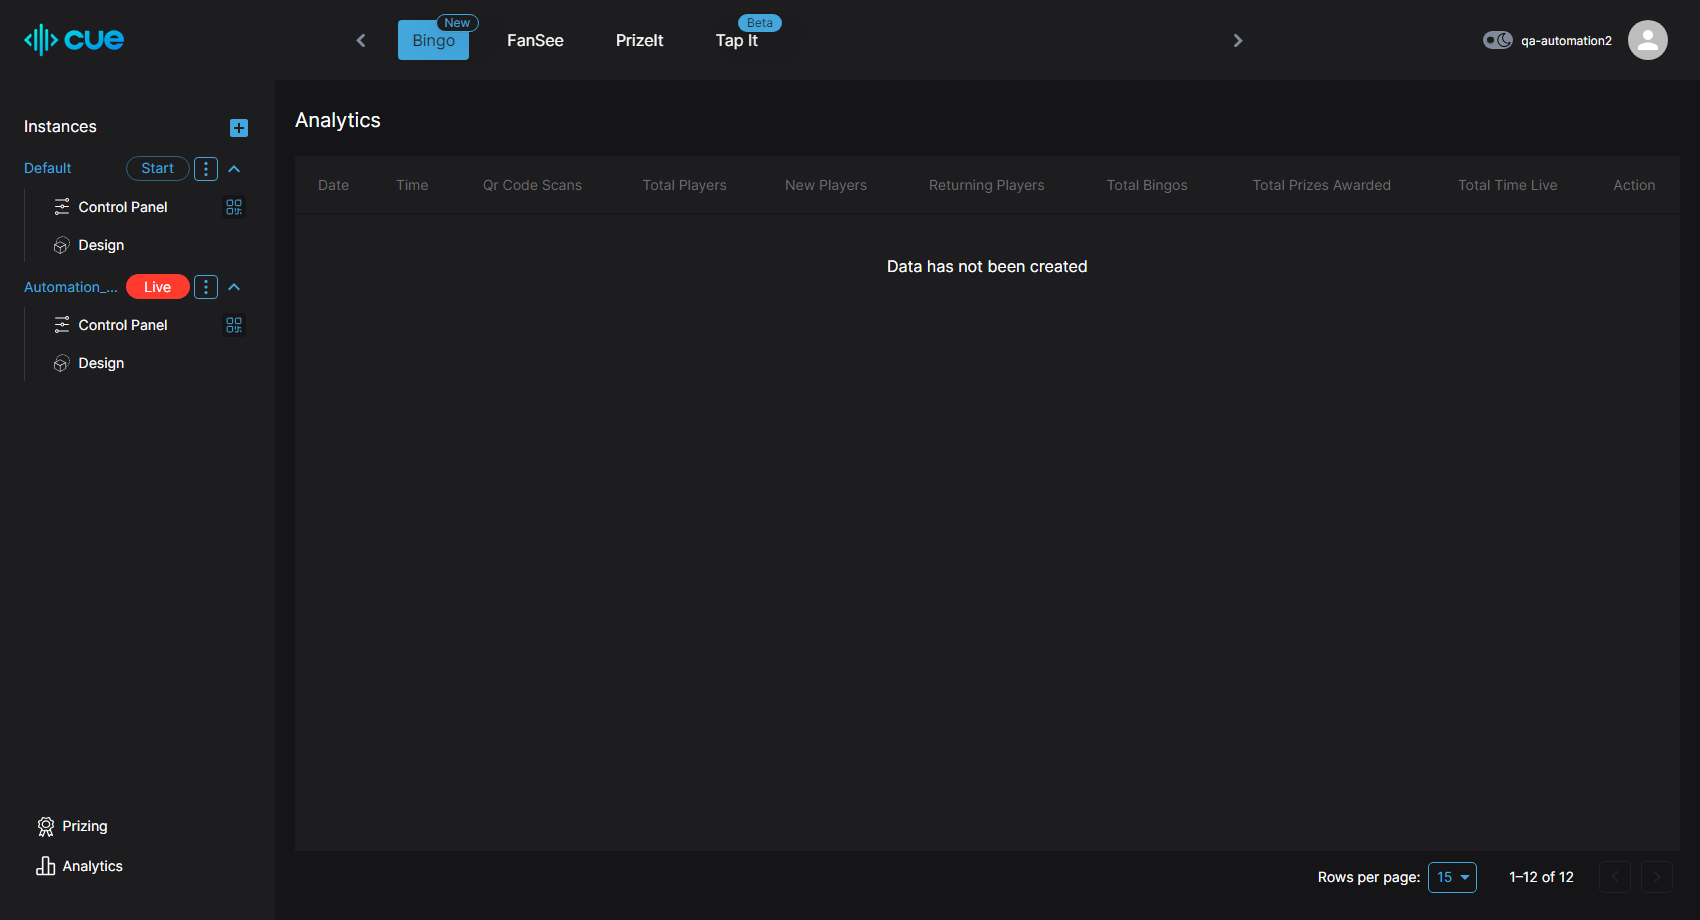 cue
Bingo New
FanSee
PrizeIt
Tap It Beta
qa-automation2
Instances
Default Start
Control Panel
Design
Automation_... Live
Control Panel
Design
Prizing
Analytics
Analytics
Date Time Qr Code Scans Total Players New Players Returning Players Total Bingos Total Prizes Awarded Total Time Live Action
Data has not been created
Rows per page: 15 1–12 of 12